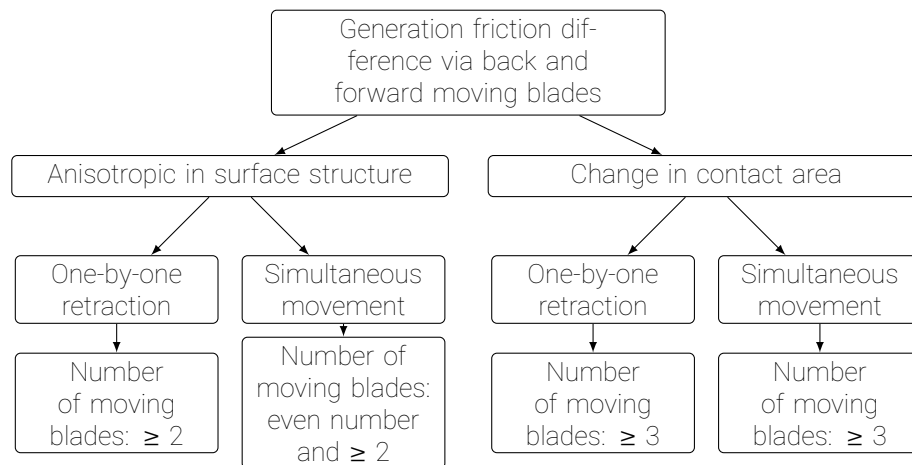 Generation friction dif-
ference via back and
forward moving blades
Anisotropic in surface structure
Change in contact area
One-by-one
retraction
Simultaneous
movement
One-by-one
retraction
Simultaneous
movement
Number
of moving
blades: ≥ 2
Number of
moving blades:
even number
and ≥ 2
Number
of moving
blades: ≥ 3
Number
of moving
blades: ≥ 3